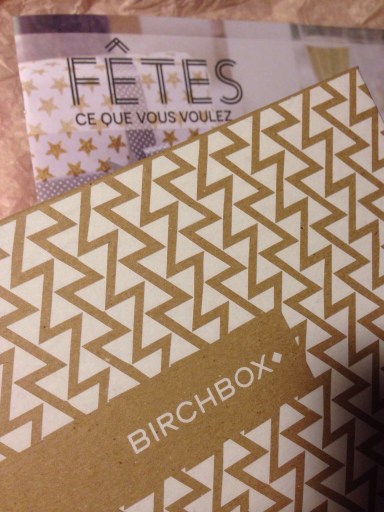 FÊTES
CE QUE VOUS VOULEZ
BIRCHBOX